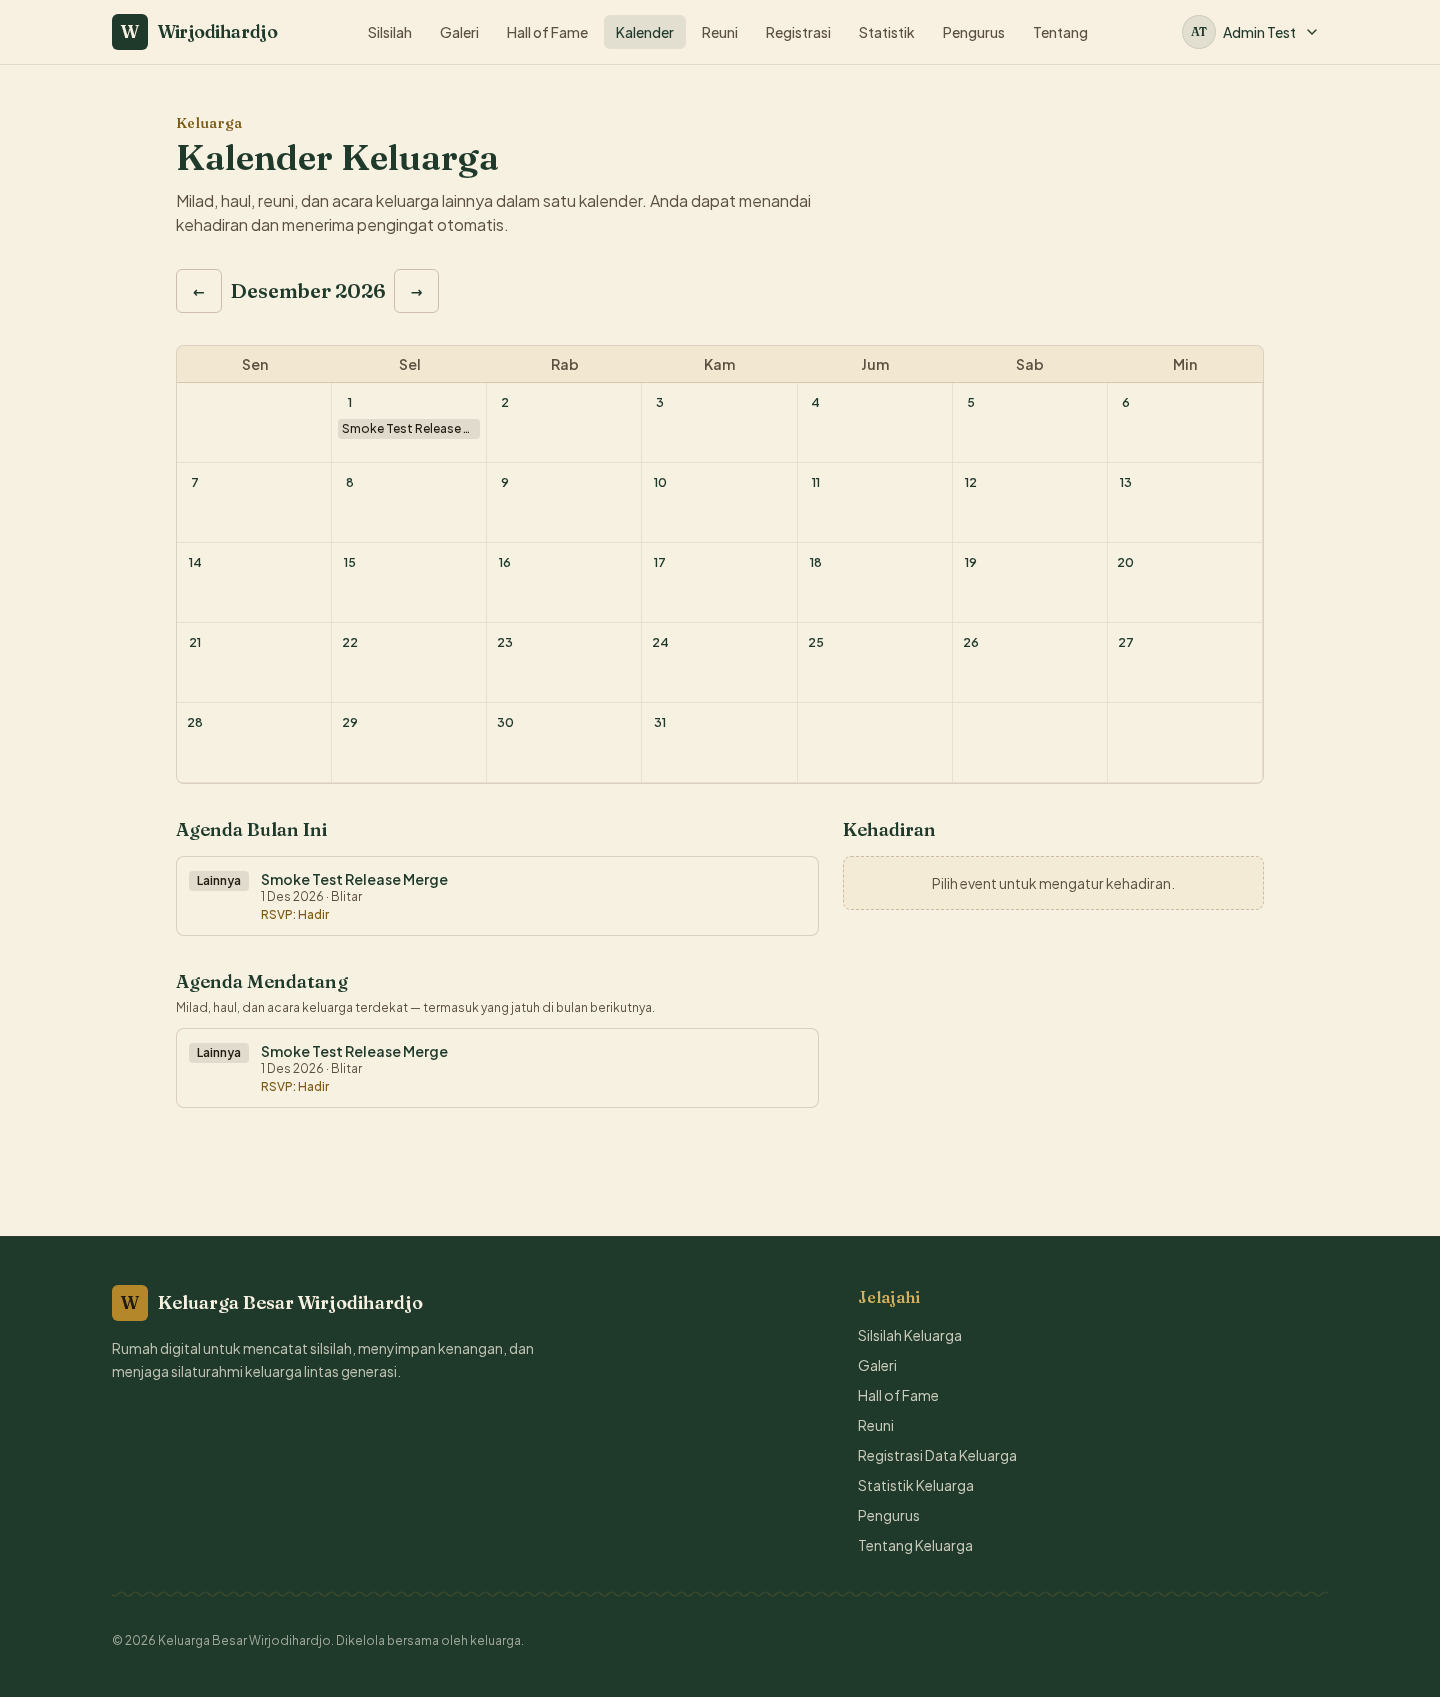 W Wirjodihardjo Silsilah Galeri Hall of Fame Kalender Reuni Registrasi Statistik Pengurus Tentang AT Admin Test
Keluarga
Kalender Keluarga
Milad, haul, reuni, dan acara keluarga lainnya dalam satu kalender. Anda dapat menandai
kehadiran dan menerima pengingat otomatis.
← Desember 2026 →
Sen Sel Rab Kam Jum Sab Min
1 2 3 4 5 6
Smoke Test Release ...
7 8 9 10 11 12 13
14 15 16 17 18 19 20
21 22 23 24 25 26 27
28 29 30 31
Agenda Bulan Ini
Lainnya Smoke Test Release Merge
1 Des 2026 · Blitar
RSVP: Hadir
Kehadiran
Pilih event untuk mengatur kehadiran.
Agenda Mendatang
Milad, haul, dan acara keluarga terdekat — termasuk yang jatuh di bulan berikutnya.
Lainnya Smoke Test Release Merge
1 Des 2026 · Blitar
RSVP: Hadir
W Keluarga Besar Wirjodihardjo
Rumah digital untuk mencatat silsilah, menyimpan kenangan, dan
menjaga silaturahmi keluarga lintas generasi.
Jelajahi
Silsilah Keluarga
Galeri
Hall of Fame
Reuni
Registrasi Data Keluarga
Statistik Keluarga
Pengurus
Tentang Keluarga
© 2026 Keluarga Besar Wirjodihardjo. Dikelola bersama oleh keluarga.